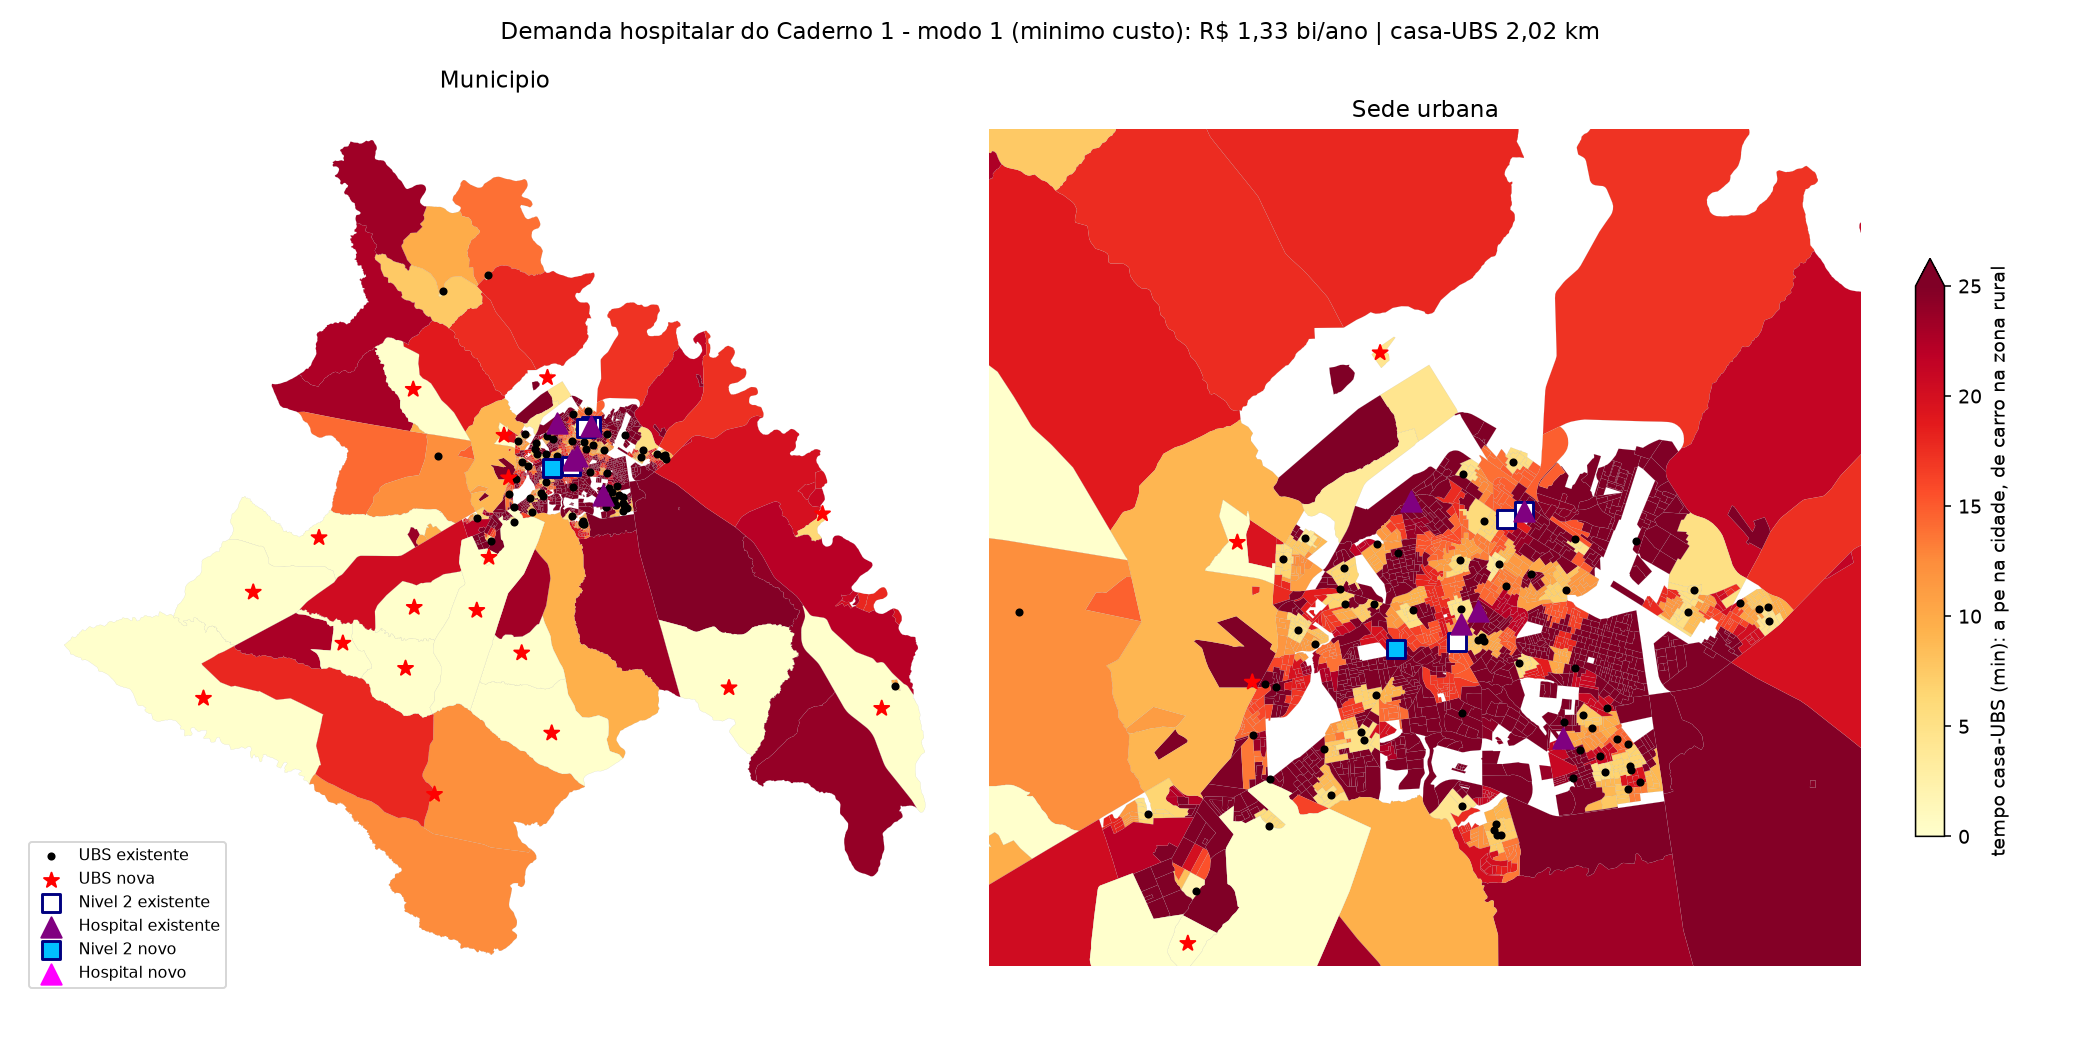 Demanda hospitalar do Caderno 1 - modo 1 (minimo custo): R$ 1,33 bi/ano | casa-UBS 2,02 km
Municipio
Sede urbana
25
20
15
10
5
0
tempo casa-UBS (min): a pe na cidade, de carro na zona rural
UBS existente
UBS nova
Nivel 2 existente
Hospital existente
Nivel 2 novo
Hospital novo